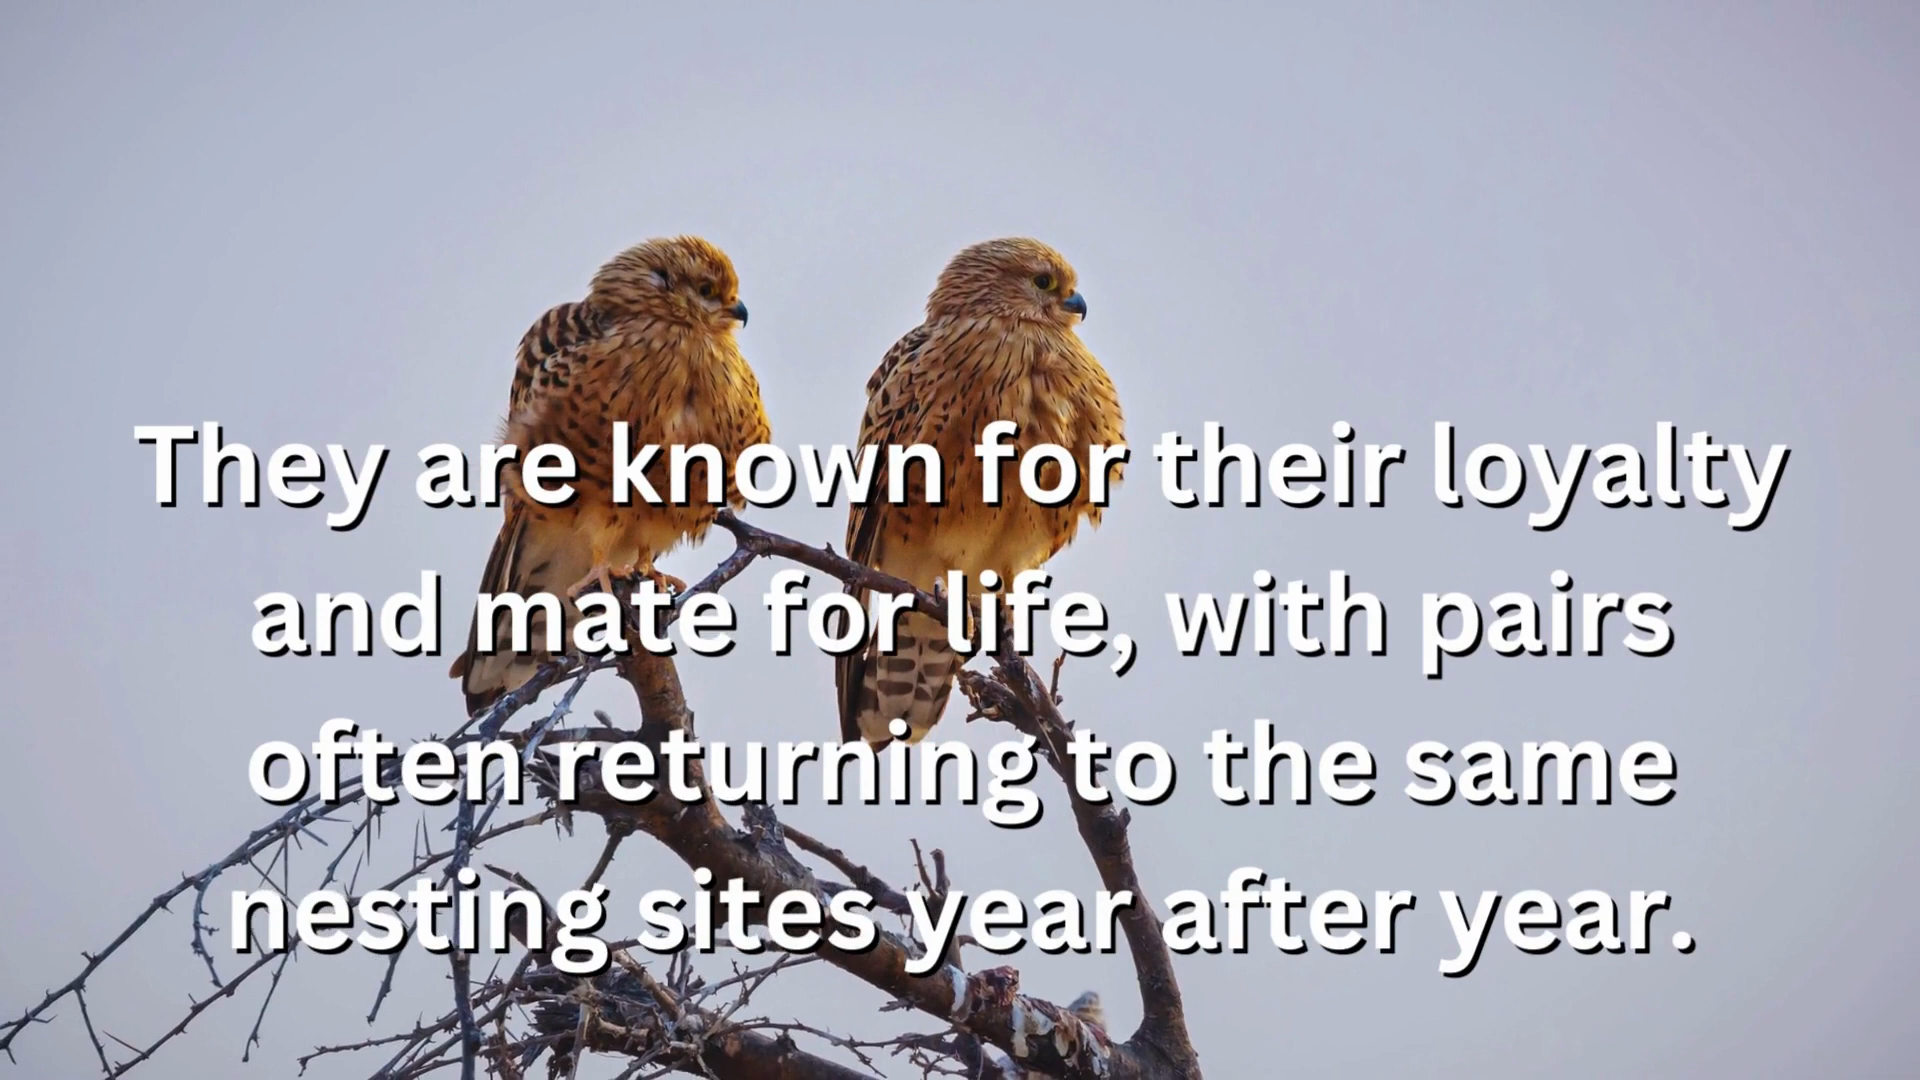 They are known for their loyalty
and mate for life, with pairs
often returning to the same
nesting sites year after year.